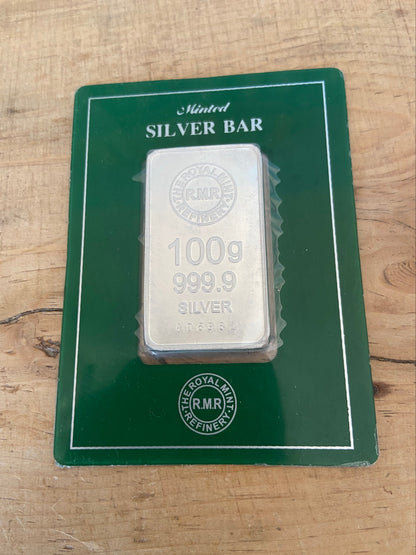 Minted
SILVER BAR
THE ROYAL MINT
R.M.R
REFINERY
100g
999.9
SILVER
THE ROYAL MINT
R.M.R
REFINERY